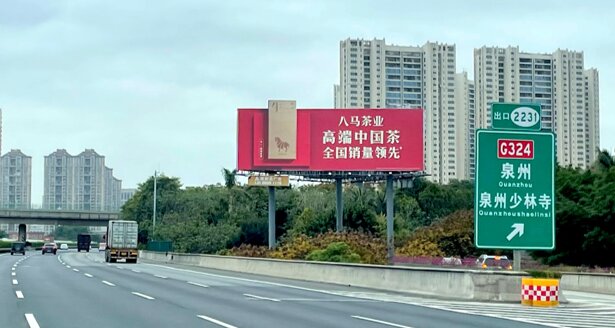 八马茶业
高端中国茶
全国销量领先*
出口 2231
G324
泉州
Quanzhou
泉州少林寺
Quanzhoushaolinsi